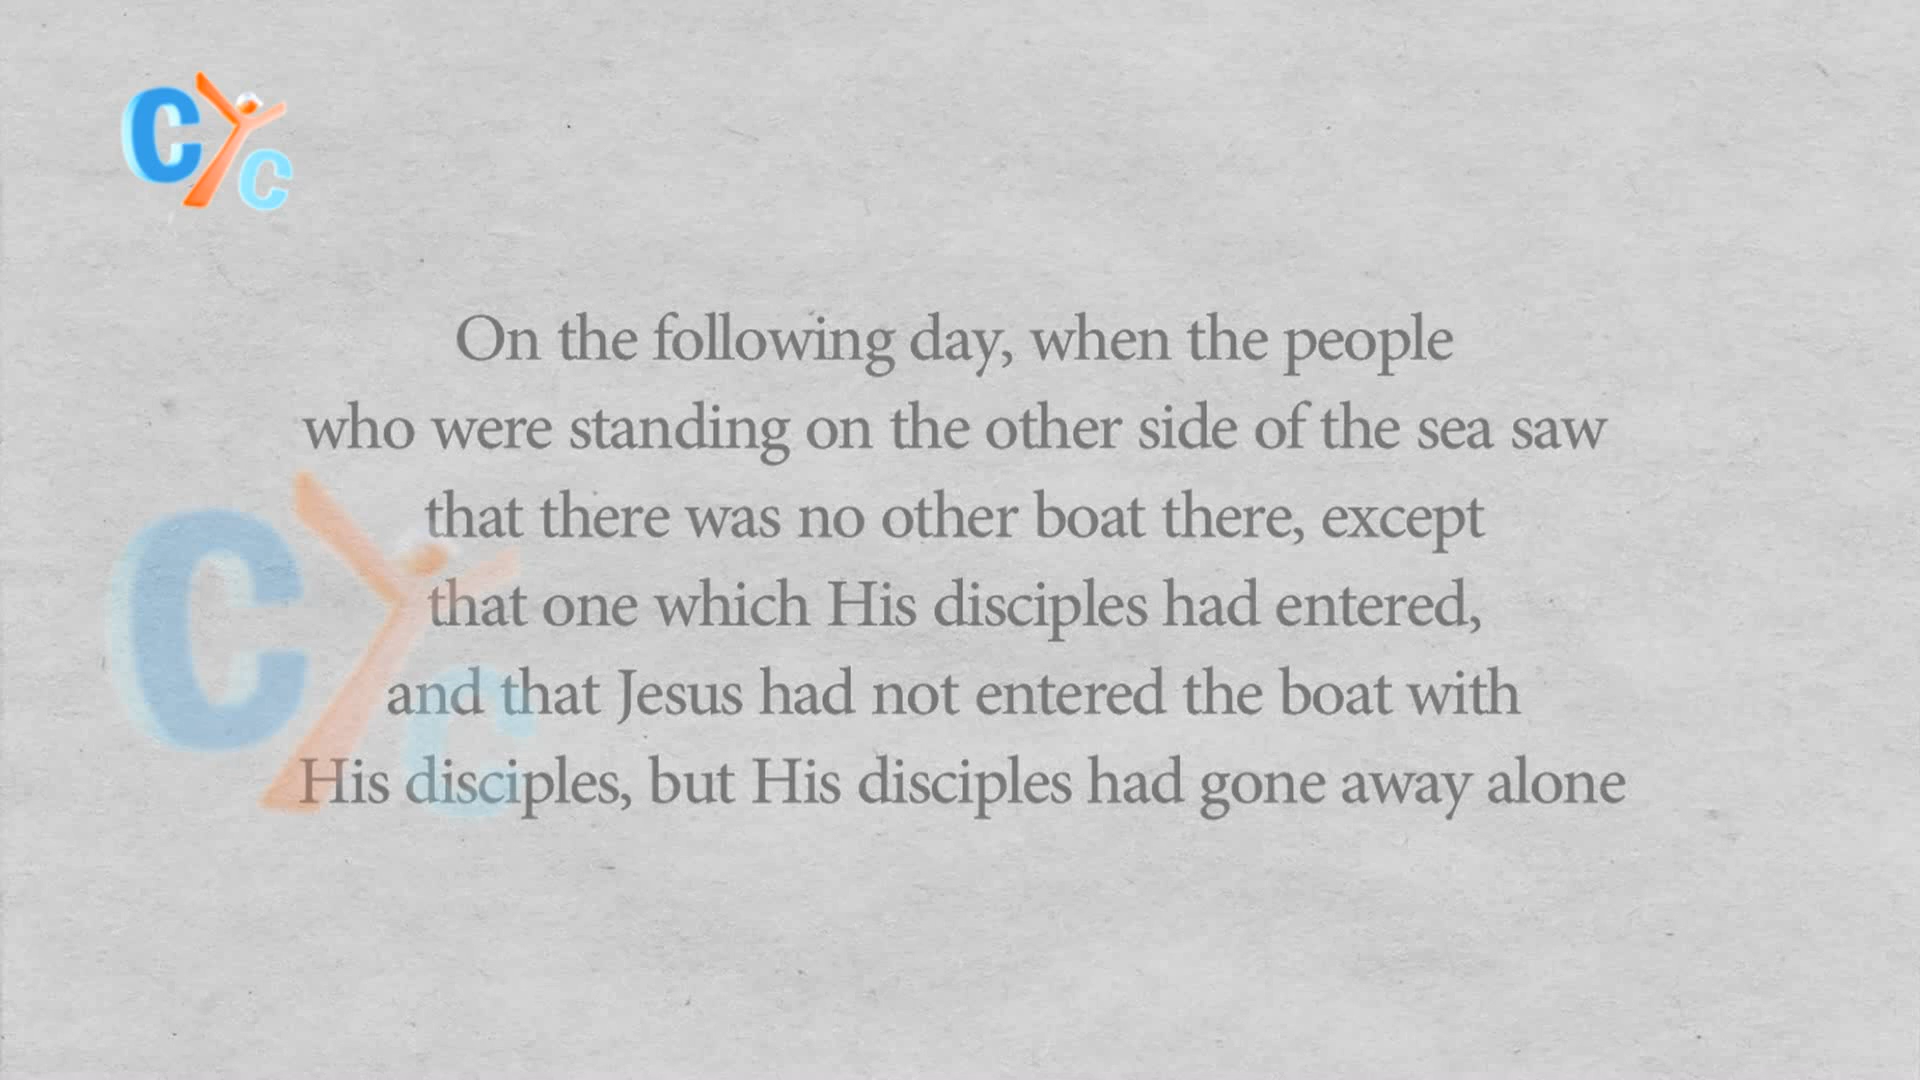 CYC
On the following day, when the people
who were standing on the other side of the sea saw
that there was no other boat there, except
that one which His disciples had entered,
and that Jesus had not entered the boat with
His disciples, but His disciples had gone away alone
CYC